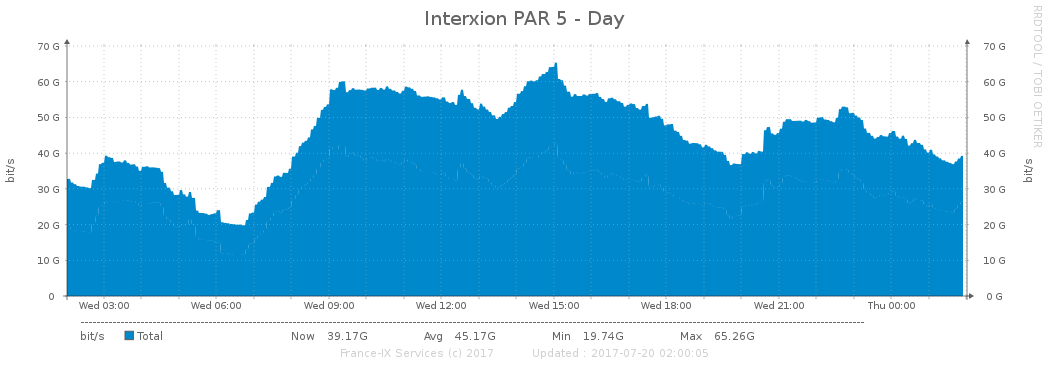 Interxion PAR 5 - Day
RRDTOOL / TOBI OETIKER
70 G
70 G
60 G
60 G
50 G
50 G
40 G
40 G
30 G
30 G
20 G
20 G
10 G
10 G
0
0 G
bit/s
bit/s
Wed 03:00 Wed 06:00 Wed 09:00 Wed 12:00 Wed 15:00 Wed 18:00 Wed 21:00 Thu 00:00
bit/s Total Now 39.17G Avg 45.17G Min 19.74G Max 65.26G
France-IX Services (c) 2017 Updated : 2017-07-20 02:00:05